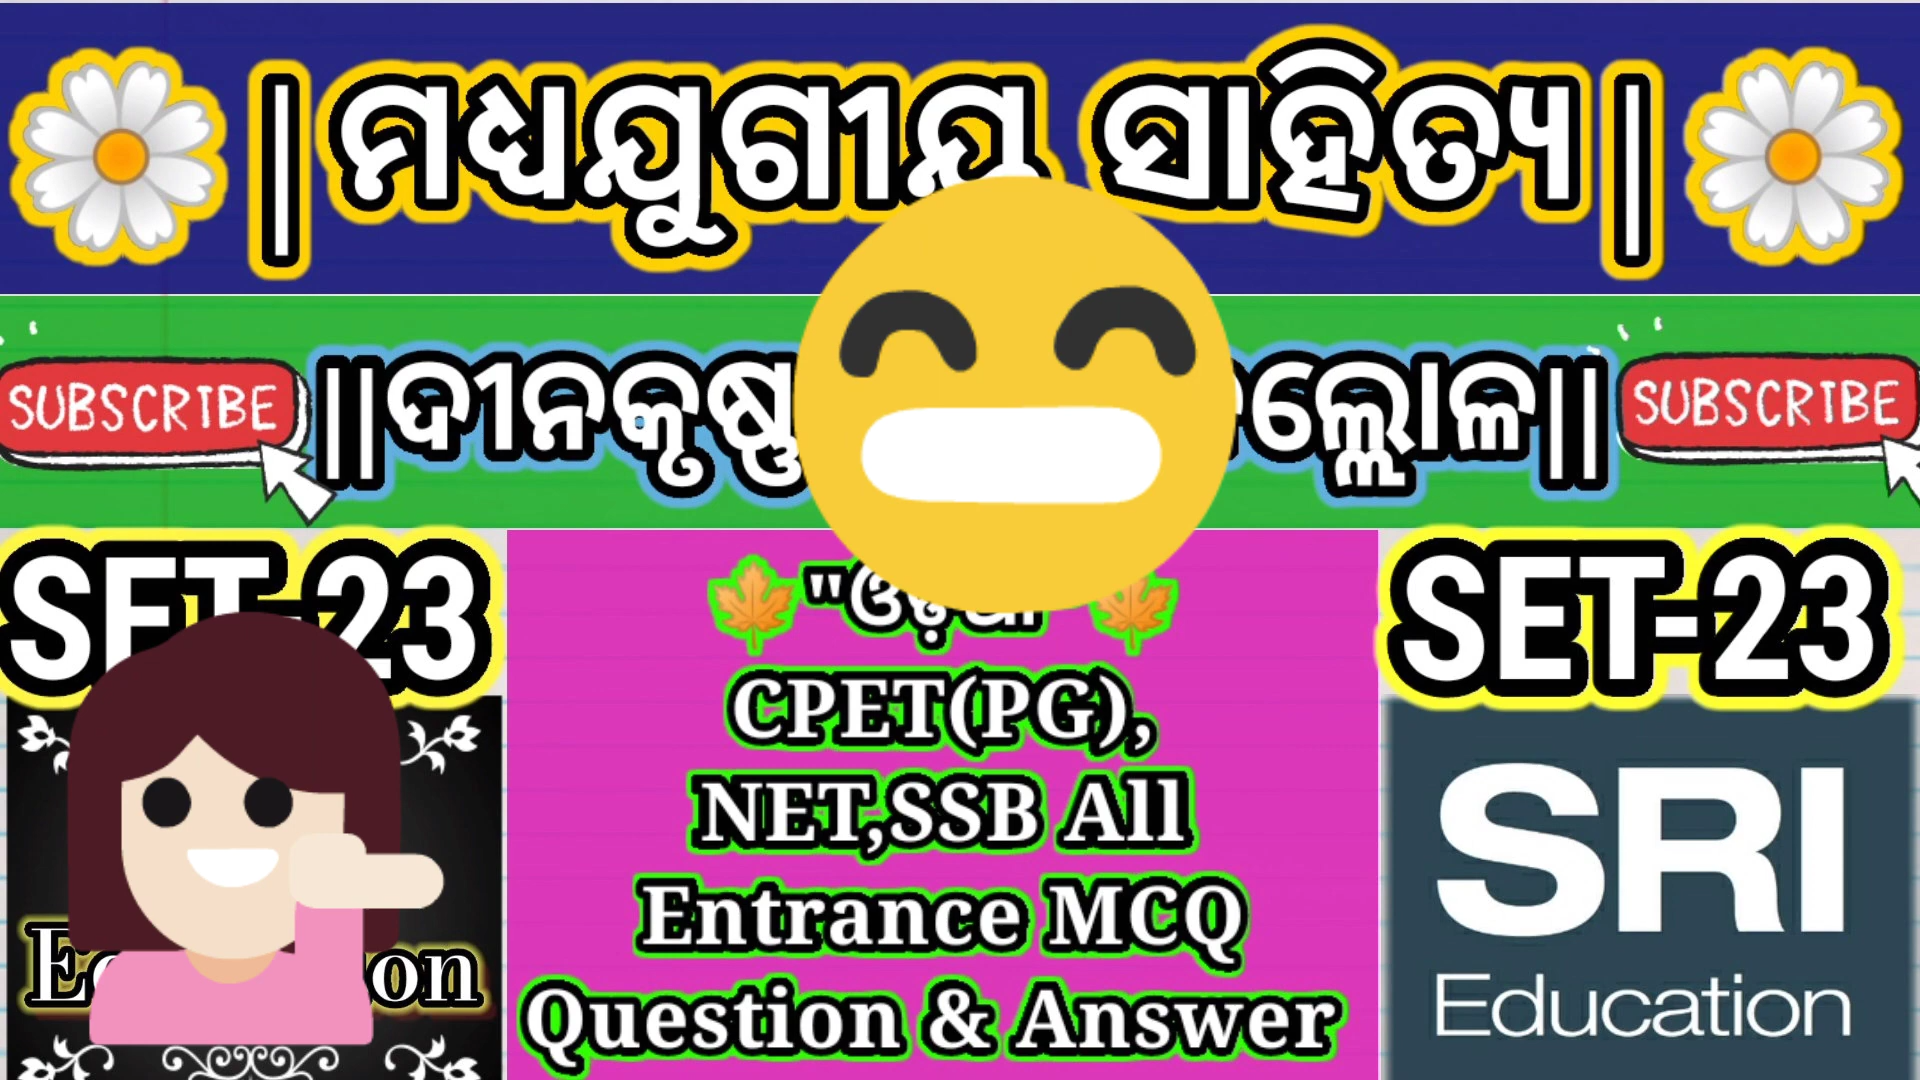 |ମଧ୍ୟଯୁଗୀୟ ସାହିତ୍ୟ|
SUBSCRIBE
||ଦୀନକୃଷ୍ଣ
SUBSCRIBE
SET-23
SET-23
"ଓଡ଼ିଆ
CPET(PG),
NET,SSB All
Entrance MCQ
Question & Answer
SRI
Education